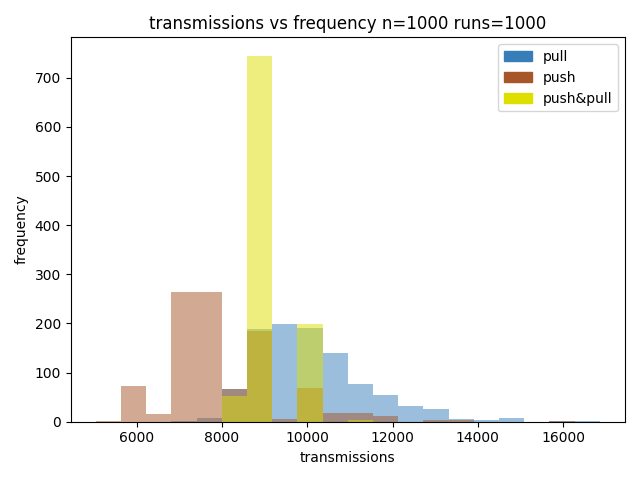 transmissions vs frequency n=1000 runs=1000
pull
push
push&pull
700
600
500
400
300
200
100
0
frequency
6000 8000 10000 12000 14000 16000
transmissions